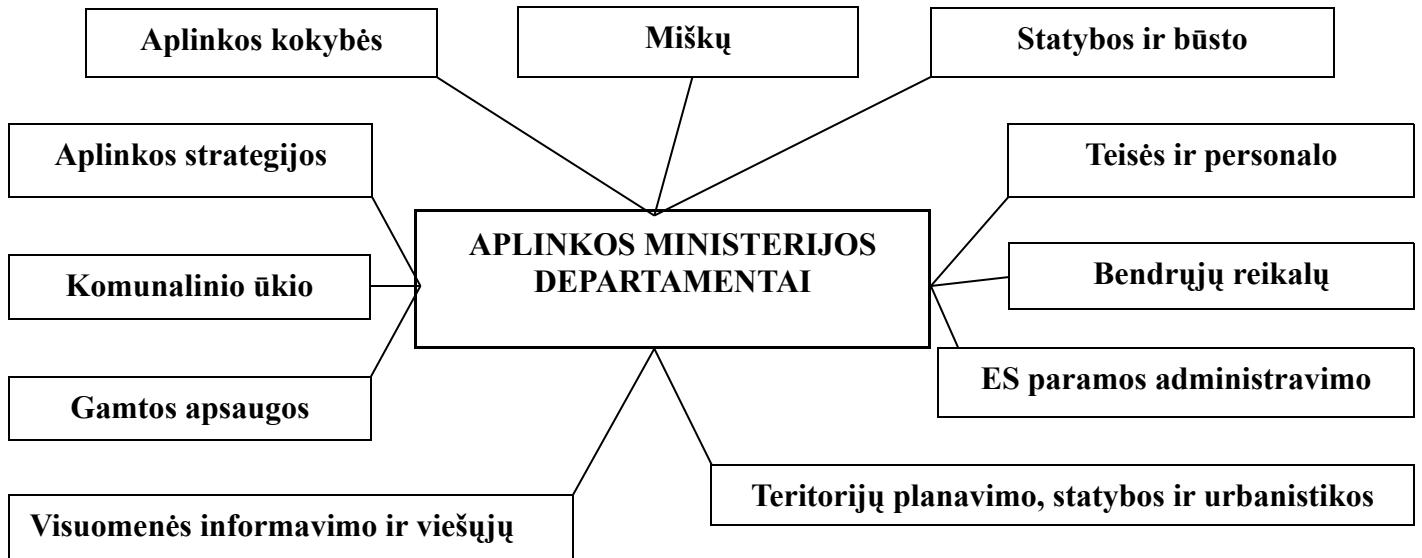 Aplinkos kokybės
Miškų
Statybos ir būsto
Aplinkos strategijos
Teisės ir personalo
APLINKOS MINISTERIJOS
DEPARTAMENTAI
Komunalinio ūkio
Bendrųjų reikalų
ES paramos administravimo
Gamtos apsaugos
Teritorijų planavimo, statybos ir urbanistikos
Visuomenės informavimo ir viešųjų